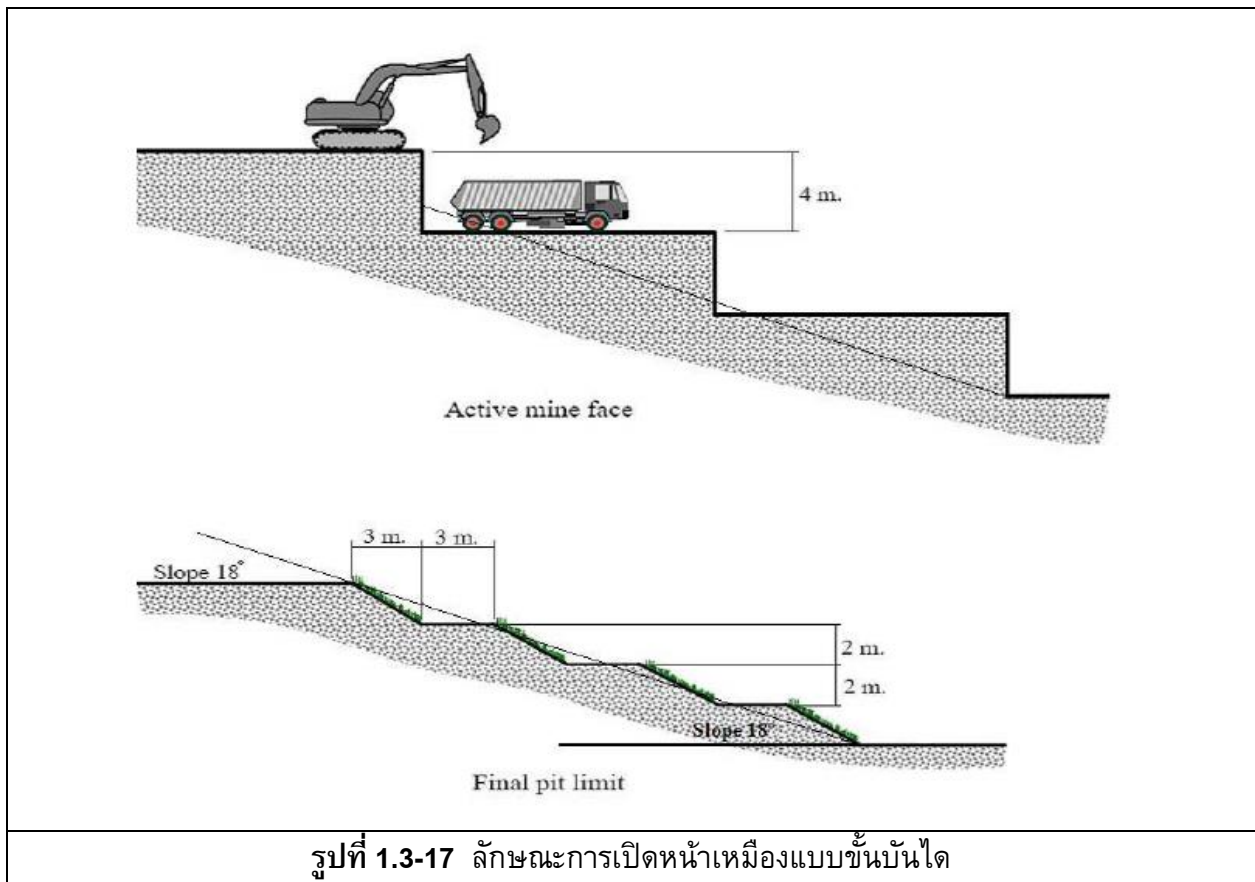 4 m.
Active mine face
3 m. 3 m.
Slope 18°
2 m.
2 m.
Slope 18°
Final pit limit
รูปที่ 1.3-17 ลักษณะการเปิดหน้าเหมืองแบบขั้นบันได